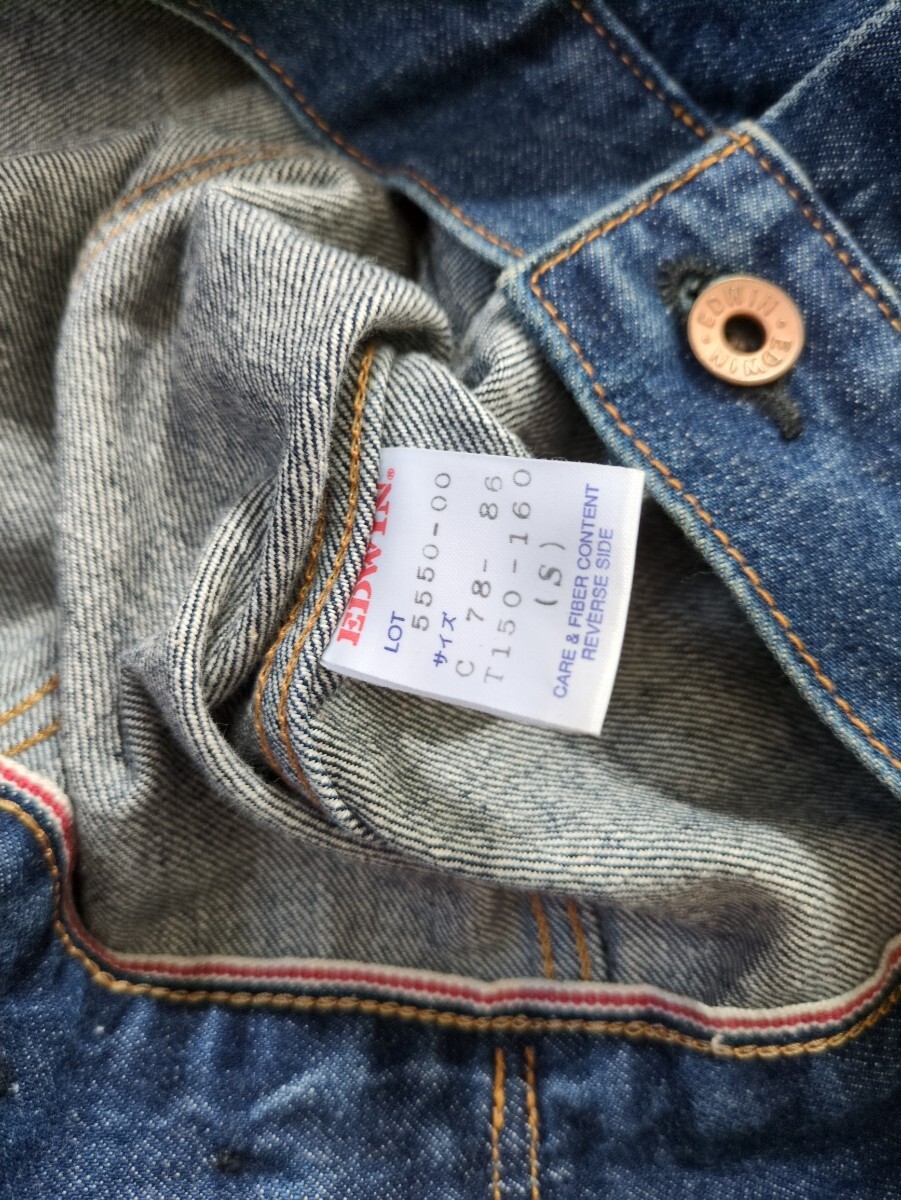 EDWIN®
LOT
5550-00
サイズ
C 78- 86
T150-160
(S)
CARE & FIBER CONTENT
REVERSE SIDE
EDWIN・EDWIN・